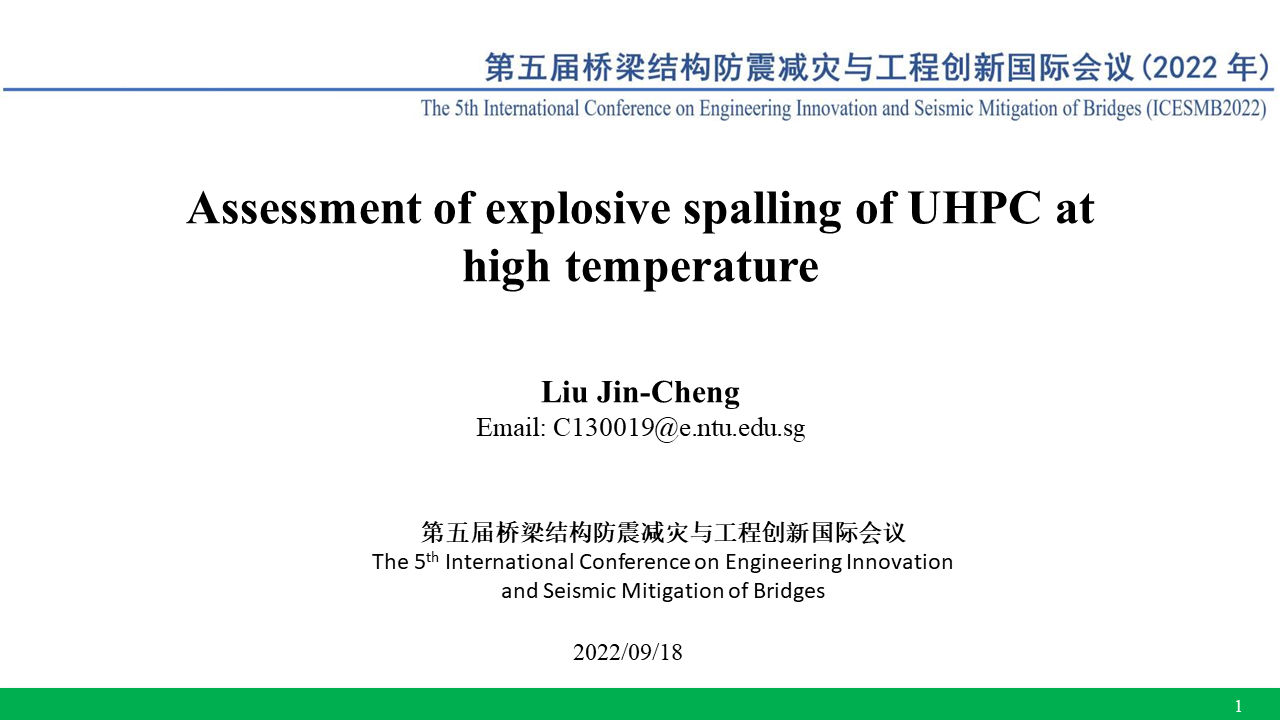 第五届桥梁结构防震减灾与工程创新国际会议(2022 年)
The 5th International Conference on Engineering Innovation and Seismic Mitigation of Bridges (ICESMB2022)
Assessment of explosive spalling of UHPC at
high temperature
Liu Jin-Cheng
Email: C130019@e.ntu.edu.sg
第五届桥梁结构防震减灾与工程创新国际会议
The 5th International Conference on Engineering Innovation
and Seismic Mitigation of Bridges
2022/09/18
1